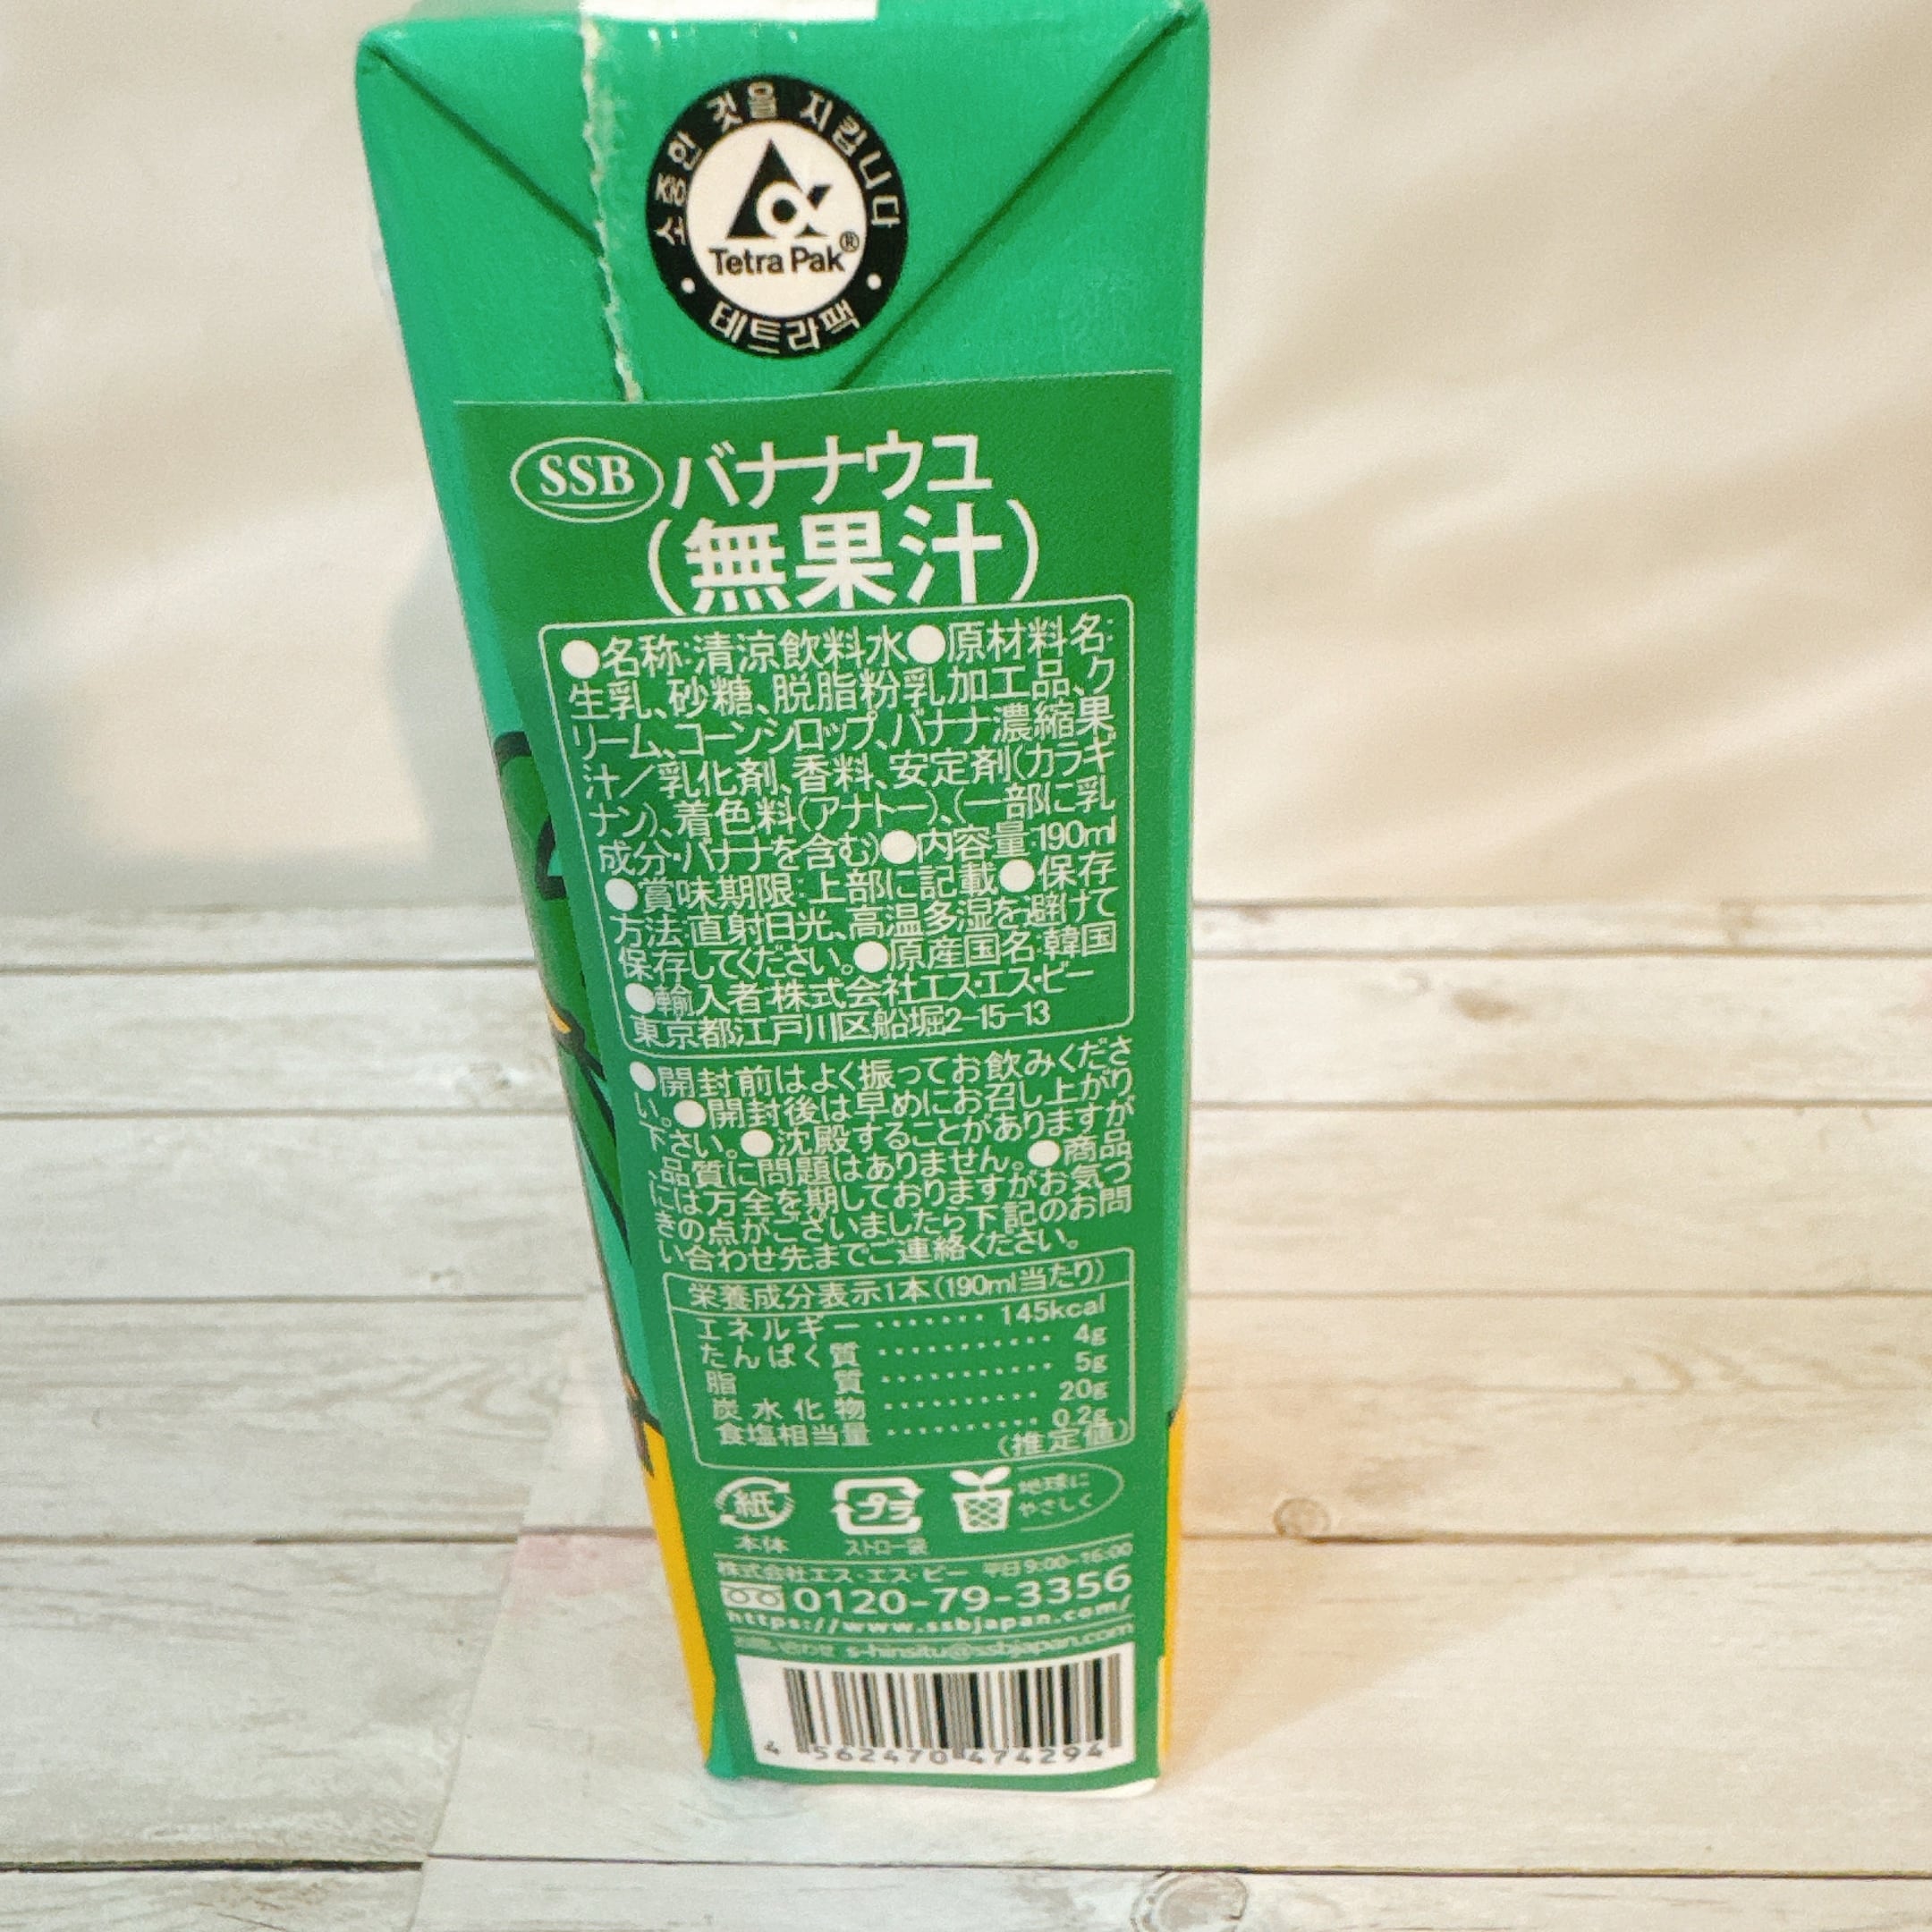 소중한 것을 지킵니다
Tetra Pak®
테트라팩
SSB バナナウユ
(無果汁)
●名称:清涼飲料水●原材料名:
生乳、砂糖、脱脂粉乳加工品、ク
リーム、コーンシロップ、バナナ濃縮果
汁/乳化剤、香料、安定剤(カラギ
ナン)、着色料(アナトー)、(一部に乳
成分・バナナを含む)●内容量:190ml
●賞味期限:上部に記載●保存
方法:直射日光、高温多湿を避けて
保存してください。●原産国名:韓国
●輸入者:株式会社エス・エス・ビー
東京都江戸川区船堀2-15-13
●開封前はよく振ってお飲みくださ
い。●開封後は早めにお召し上がり
下さい。●沈殿することがありますが
品質に問題はありません。●商品
には万全を期しておりますがお気づ
きの点がございましたら下記のお問
い合わせ先までご連絡ください。
栄養成分表示1本(190ml当たり)
エネルギー ······· 145kcal
たんぱく質 ··········· 4g
脂質 ··········· 5g
炭水化物 ·········· 20g
食塩相当量 ·········· 0.2g
(推定値)
紙 プラ 地球に
やさしく
本体 ストロー袋
株式会社エス・エス・ビー 平日9:00-16:00
0120-79-3356
https://www.ssbjapan.com/
お問い合わせ s-hinsitu@ssbjapan.com
4 562470 474294